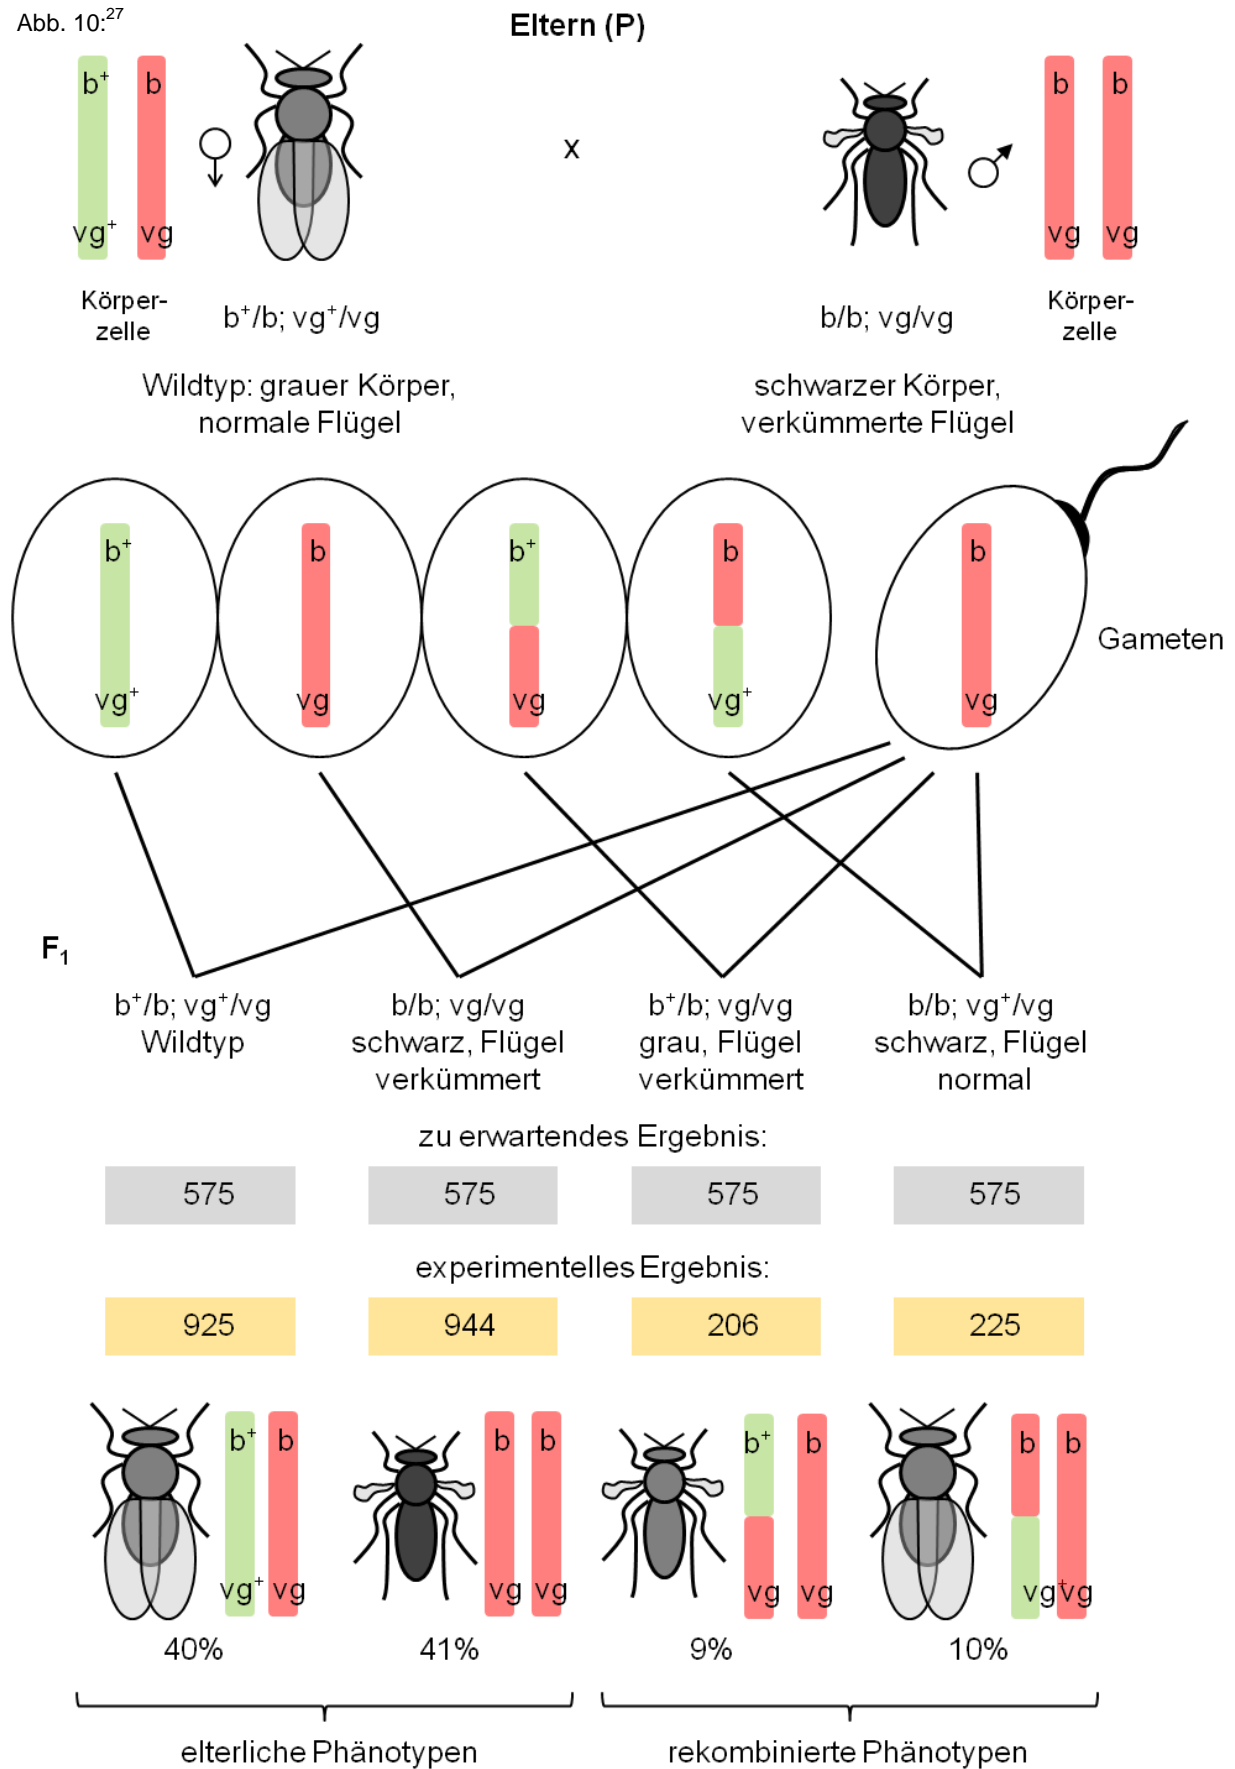 Abb. 10:²⁷
Eltern (P)
b⁺ b
b b
x
vg⁺ vg
vg vg
Körper-
zelle
b⁺/b; vg⁺/vg
b/b; vg/vg
Körper-
zelle
Wildtyp: grauer Körper,
normale Flügel
schwarzer Körper,
verkümmerte Flügel
b⁺ b b⁺ b b
Gameten
vg⁺ vg vg vg⁺ vg
F₁
b⁺/b; vg⁺/vg
Wildtyp
b/b; vg/vg
schwarz, Flügel
verkümmert
b⁺/b; vg/vg
grau, Flügel
verkümmert
b/b; vg⁺/vg
schwarz, Flügel
normal
zu erwartendes Ergebnis:
575 575 575 575
experimentelles Ergebnis:
925 944 206 225
b⁺ b b b b⁺ b b b
vg⁺ vg vg vg vg vg vg⁺ vg
40% 41% 9% 10%
elterliche Phänotypen
rekombinierte Phänotypen